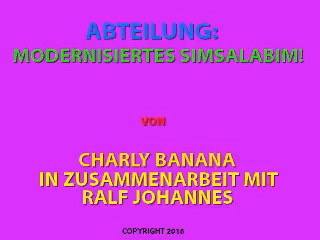 ABTEILUNG:
MODERNISIERTES SIMSALABIM!
VON
CHARLY BANANA
IN ZUSAMMENARBEIT MIT
RALF JOHANNES
COPYRIGHT 2016